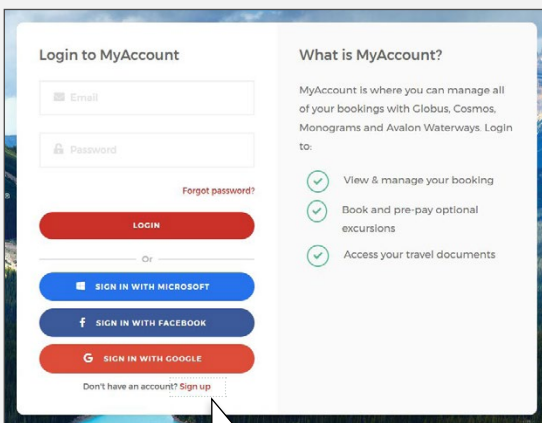 Login to MyAccount
Email
Password
Forgot password?
LOGIN
Or
SIGN IN WITH MICROSOFT
SIGN IN WITH FACEBOOK
G SIGN IN WITH GOOGLE
Don't have an account? Sign up
What is MyAccount?
MyAccount is where you can manage all
of your bookings with Globus, Cosmos,
Monograms and Avalon Waterways. Login
to:
View & manage your booking
Book and pre-pay optional
excursions
Access your travel documents